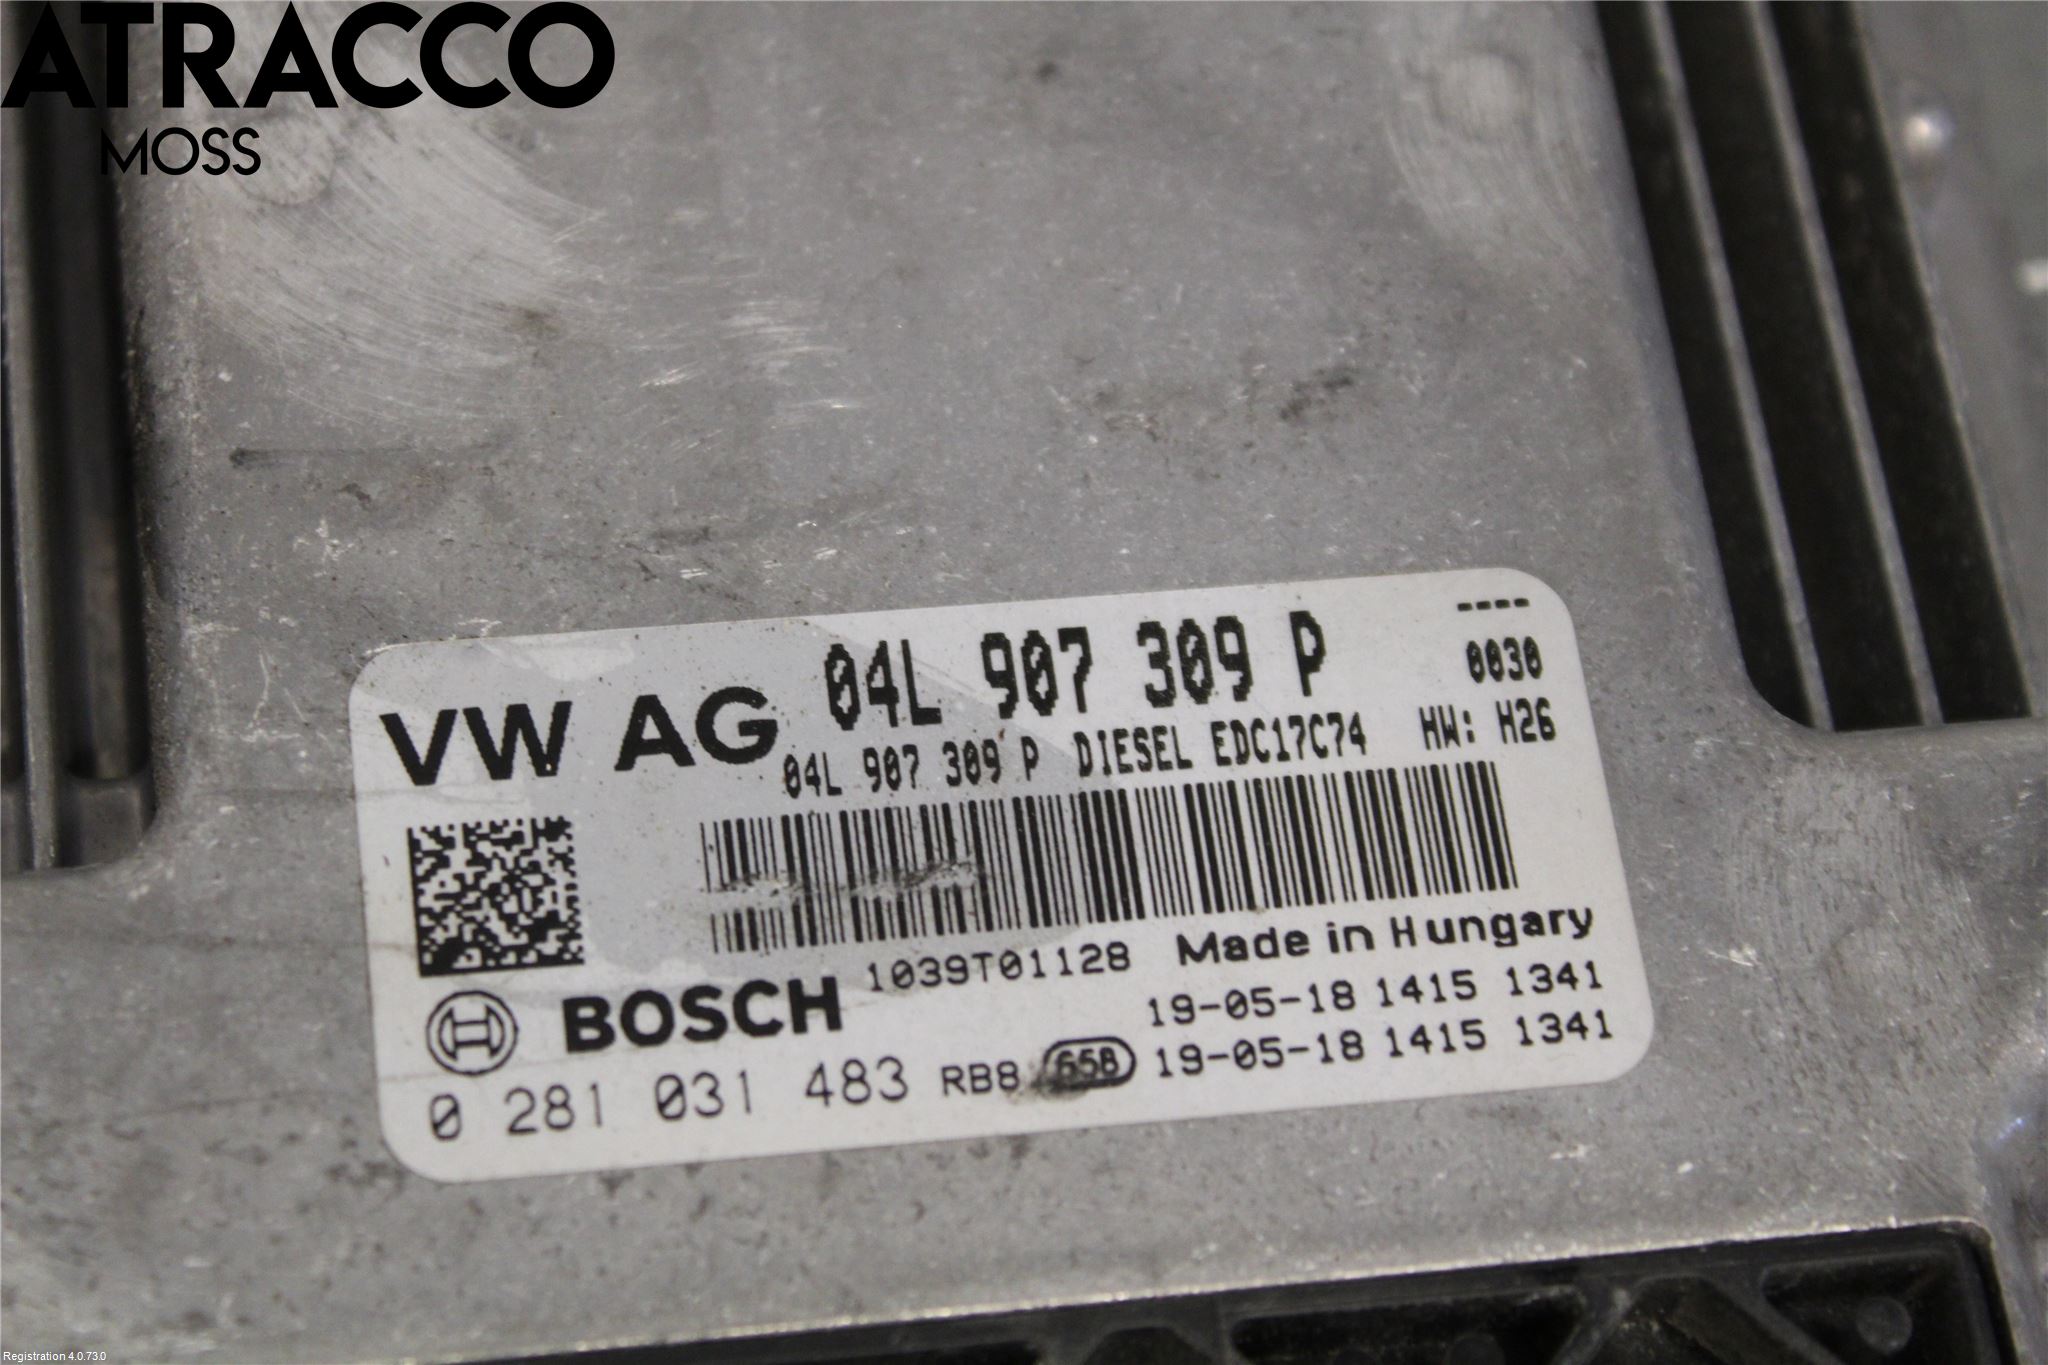 ATRACCO
MOSS
----
VW AG 04L 907 309 P 0030
04L 907 309 P DIESEL EDC17C74 HW: H26
1039T01128 Made in Hungary
BOSCH 19-05-18 1415 1341
0 281 031 483 RB8 658 19-05-18 1415 1341
Registration 4.0.73.0